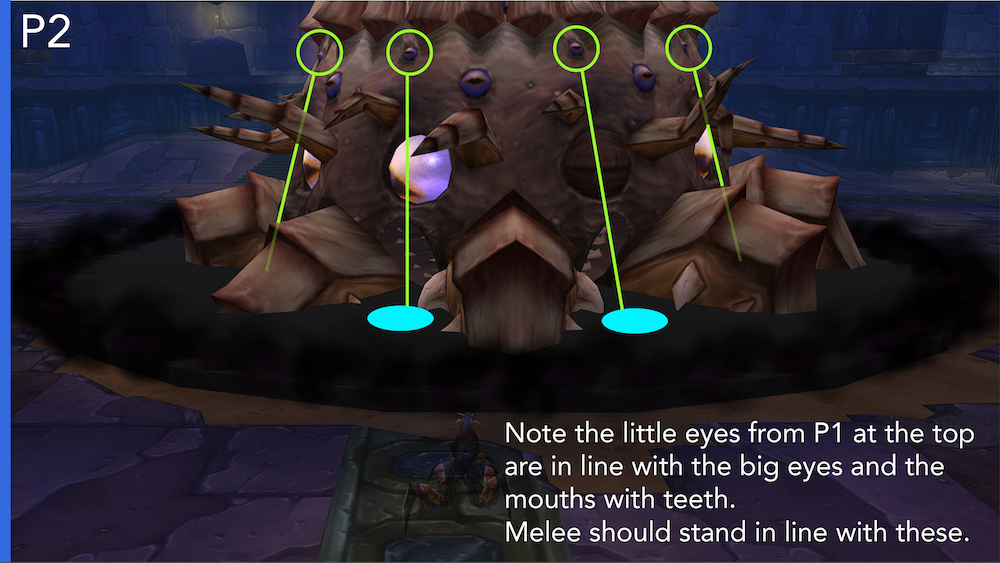 P2
Note the little eyes from P1 at the top
are in line with the big eyes and the
mouths with teeth.
Melee should stand in line with these.